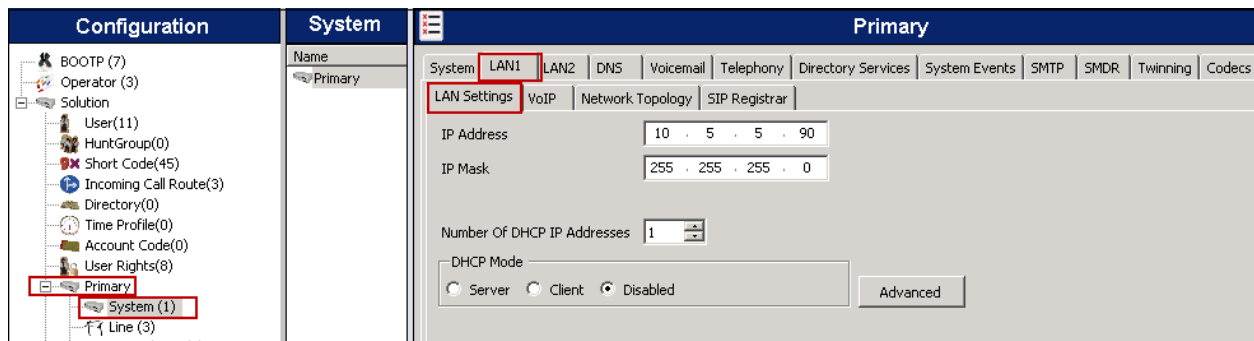 Configuration
BOOTP (7)
Operator (3)
Solution
User(11)
HuntGroup(0)
Short Code(45)
Incoming Call Route(3)
Directory(0)
Time Profile(0)
Account Code(0)
User Rights(8)
Primary
System (1)
Line (3)
System
Name
Primary
Primary
System LAN1 LAN2 DNS Voicemail Telephony Directory Services System Events SMTP SMDR Twinning Codecs
LAN Settings VoIP Network Topology SIP Registrar
IP Address 10 . 5 . 5 . 90
IP Mask 255 . 255 . 255 . 0
Number Of DHCP IP Addresses 1
DHCP Mode
Server Client Disabled Advanced